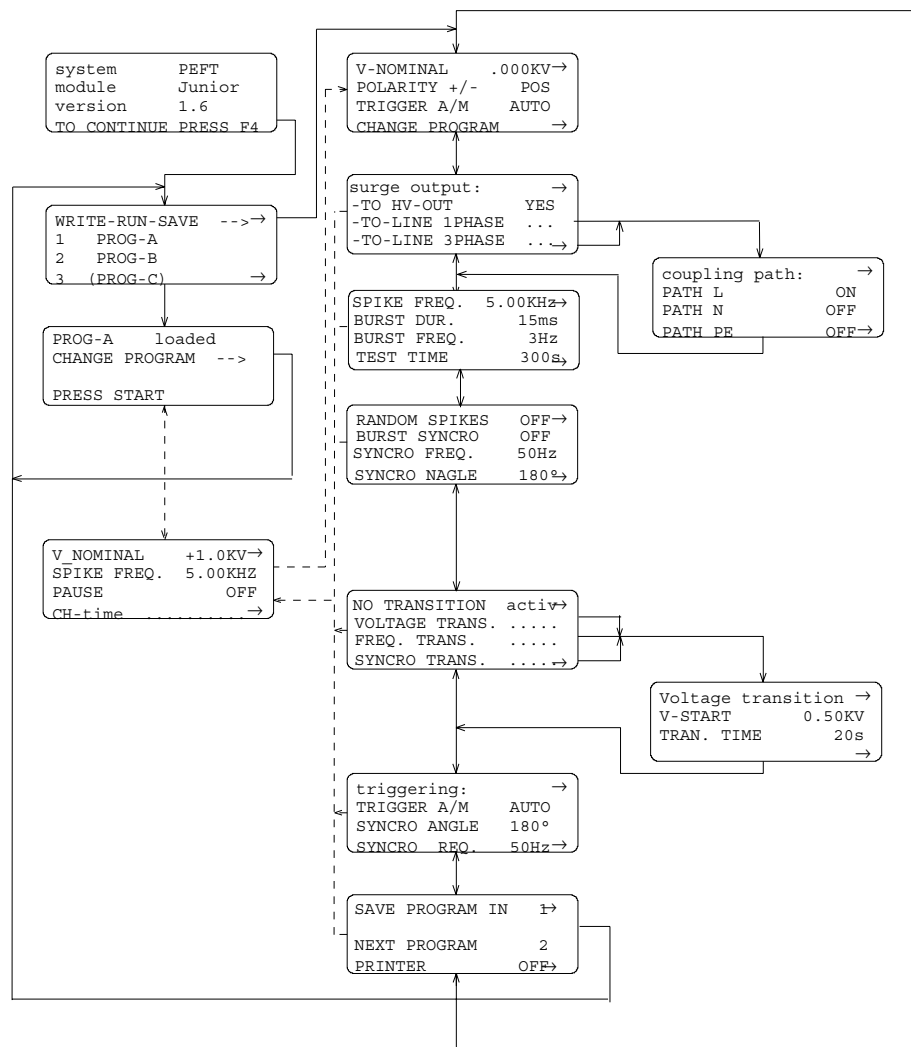 system PEFT
module Junior
version 1.6
TO CONTINUE PRESS F4
WRITE-RUN-SAVE -->→
1 PROG-A
2 PROG-B
3 (PROG-C) →
PROG-A loaded
CHANGE PROGRAM -->
PRESS START
V_NOMINAL +1.0KV→
SPIKE FREQ. 5.00KHZ
PAUSE OFF
CH-time ..........→
V-NOMINAL .000KV→
POLARITY +/- POS
TRIGGER A/M AUTO
CHANGE PROGRAM →
surge output: →
-TO HV-OUT YES
-TO-LINE 1PHASE ...
-TO-LINE 3PHASE ...→
coupling path: →
PATH L ON
PATH N OFF
PATH PE OFF→
SPIKE FREQ. 5.00KHz→
BURST DUR. 15ms
BURST FREQ. 3Hz
TEST TIME 300s→
RANDOM SPIKES OFF→
BURST SYNCRO OFF
SYNCRO FREQ. 50Hz
SYNCRO NAGLE 180º→
NO TRANSITION activ→
VOLTAGE TRANS. .....
FREQ. TRANS. .....
SYNCRO TRANS. .....→
Voltage transition →
V-START 0.50KV
TRAN. TIME 20s
→
triggering: →
TRIGGER A/M AUTO
SYNCRO ANGLE 180º
SYNCRO REQ. 50Hz→
SAVE PROGRAM IN 1→
NEXT PROGRAM 2
PRINTER OFF→